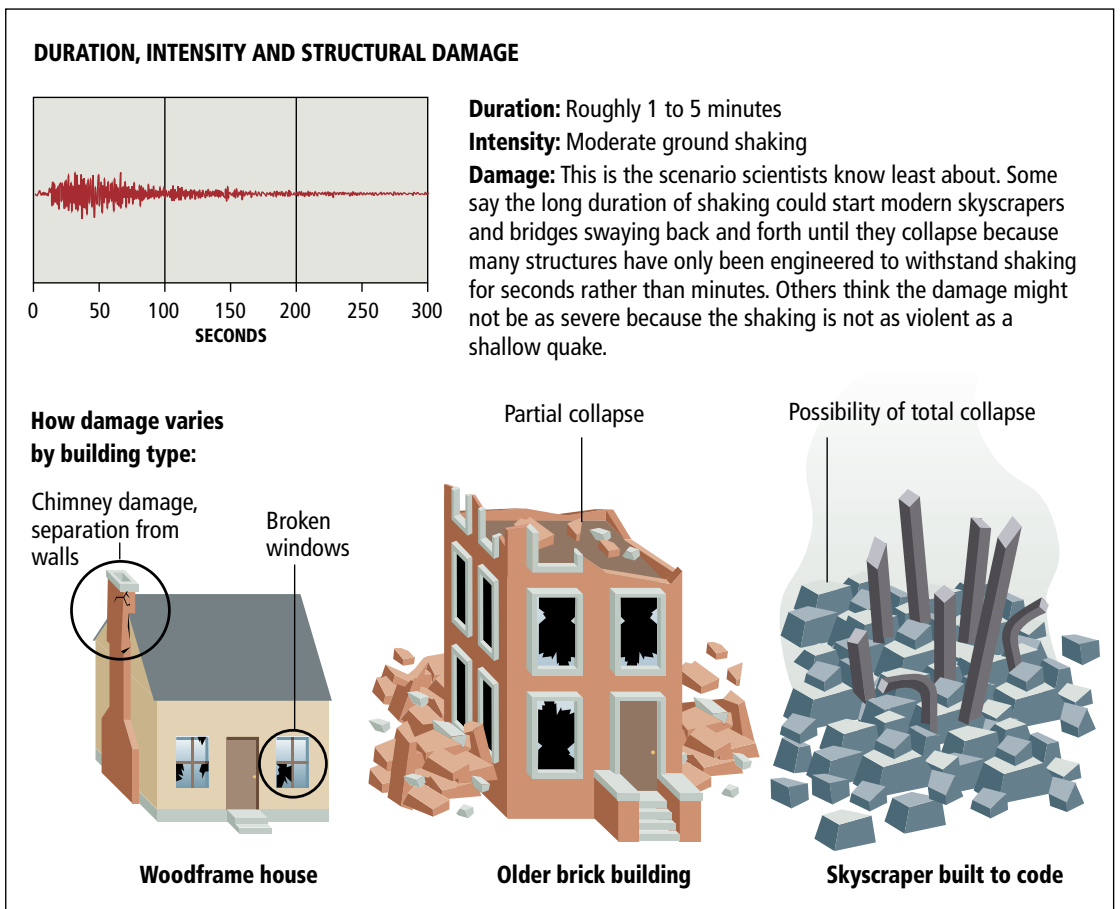 DURATION, INTENSITY AND STRUCTURAL DAMAGE
0 50 100 150 200 250 300
SECONDS
Duration: Roughly 1 to 5 minutes
Intensity: Moderate ground shaking
Damage: This is the scenario scientists know least about. Some
say the long duration of shaking could start modern skyscrapers
and bridges swaying back and forth until they collapse because
many structures have only been engineered to withstand shaking
for seconds rather than minutes. Others think the damage might
not be as severe because the shaking is not as violent as a
shallow quake.
How damage varies
by building type:
Chimney damage,
separation from
walls
Broken
windows
Partial collapse
Possibility of total collapse
Woodframe house
Older brick building
Skyscraper built to code